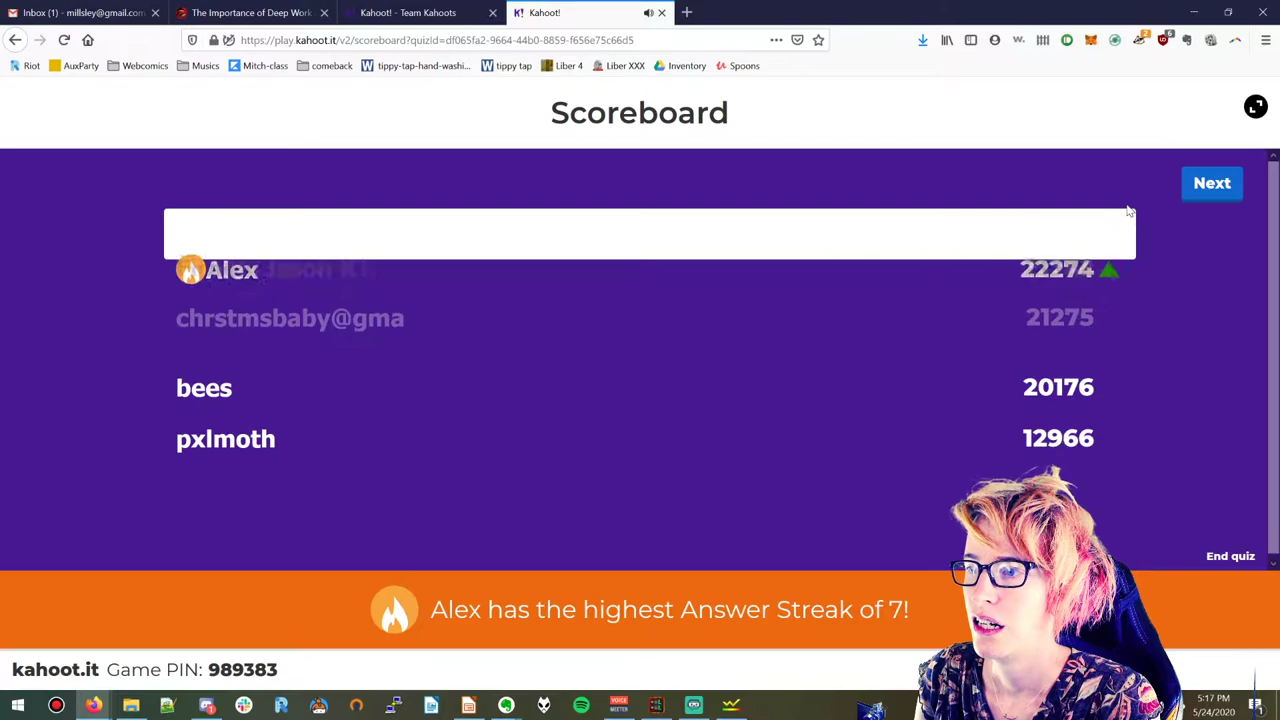 Inbox (1) - millsley@gmail.com
The Importance of Deep Work
Kahoot! - Team Kahoots
K! Kahoot!
https://play.kahoot.it/v2/scoreboard?quizId=df065fa2-9664-44b0-8859-f656e75c66d5
Riot AuxParty Webcomics Musics Mitch-class comeback tippy-tap-hand-washi... tippy tap Liber 4 Liber XXX Inventory Spoons
Scoreboard
Next
Alex Jason K! 22274
chrstmsbaby@gma 21275
bees 20176
pxlmoth 12966
End quiz
Alex has the highest Answer Streak of 7!
kahoot.it Game PIN: 989383
5:17 PM
5/24/2020